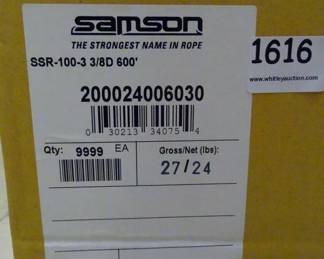 samson
THE STRONGEST NAME IN ROPE
SSR-100-3 3/8D 600'
200024006030
0 30213 34075 4
Qty: 9999 EA
Gross/Net (lbs):
27/24
1616
www.whitleyauction.com